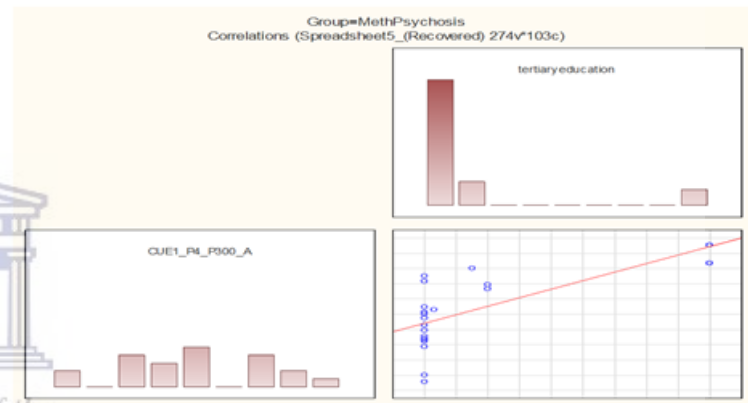 Group=MethPsychosis
Correlations (Spreadsheet5_(Recovered) 274v*103c)
tertiaryeducation
CUE1_P4_P300_A